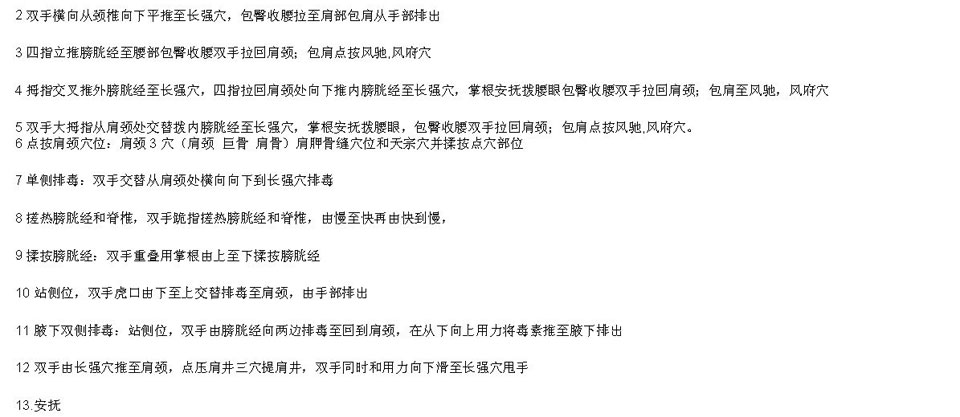 2 双手横向从颈椎向下平推至长强穴，包臀收腰拉至肩部包肩从手部排出
3 四指立推膀胱经至腰部包臀收腰双手拉回肩颈；包肩点按风驰,风府穴
4 拇指交叉推外膀胱经至长强穴，四指拉回肩颈处向下推内膀胱经至长强穴，掌根安抚拨腰眼包臀收腰双手拉回肩颈；包肩至风驰，风府穴
5 双手大拇指从肩颈处交替拨内膀胱经至长强穴，掌根安抚拨腰眼，包臀收腰双手拉回肩颈；包肩点按风驰,风府穴。
6 点按肩颈穴位：肩颈 3 穴（肩颈 巨骨 肩骨）肩胛骨缝穴位和天宗穴并揉按点穴部位
7 单侧排毒：双手交替从肩颈处横向向下到长强穴排毒
8 搓热膀胱经和脊椎，双手跪指搓热膀胱经和脊椎，由慢至快再由快到慢，
9 揉按膀胱经：双手重叠用掌根由上至下揉按膀胱经
10 站侧位，双手虎口由下至上交替排毒至肩颈，由手部排出
11 腋下双侧排毒：站侧位，双手由膀胱经向两边排毒至回到肩颈，在从下向上用力将毒素推至腋下排出
12 双手由长强穴推至肩颈，点压肩井三穴提肩井，双手同时和用力向下滑至长强穴甩手
13.安抚